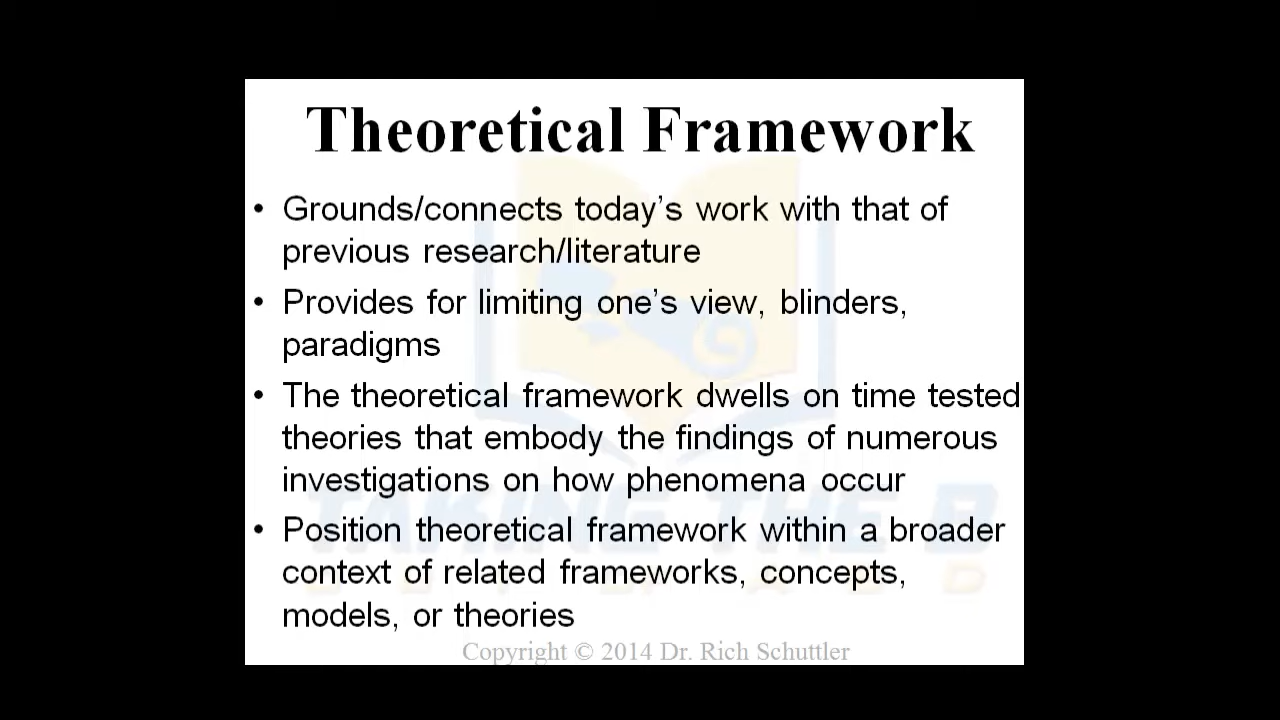 Theoretical Framework
• Grounds/connects today’s work with that of
previous research/literature
• Provides for limiting one’s view, blinders,
paradigms
• The theoretical framework dwells on time tested
theories that embody the findings of numerous
investigations on how phenomena occur
• Position theoretical framework within a broader
context of related frameworks, concepts,
models, or theories
TAKING THE B
Copyright © 2014 Dr. Rich Schuttler